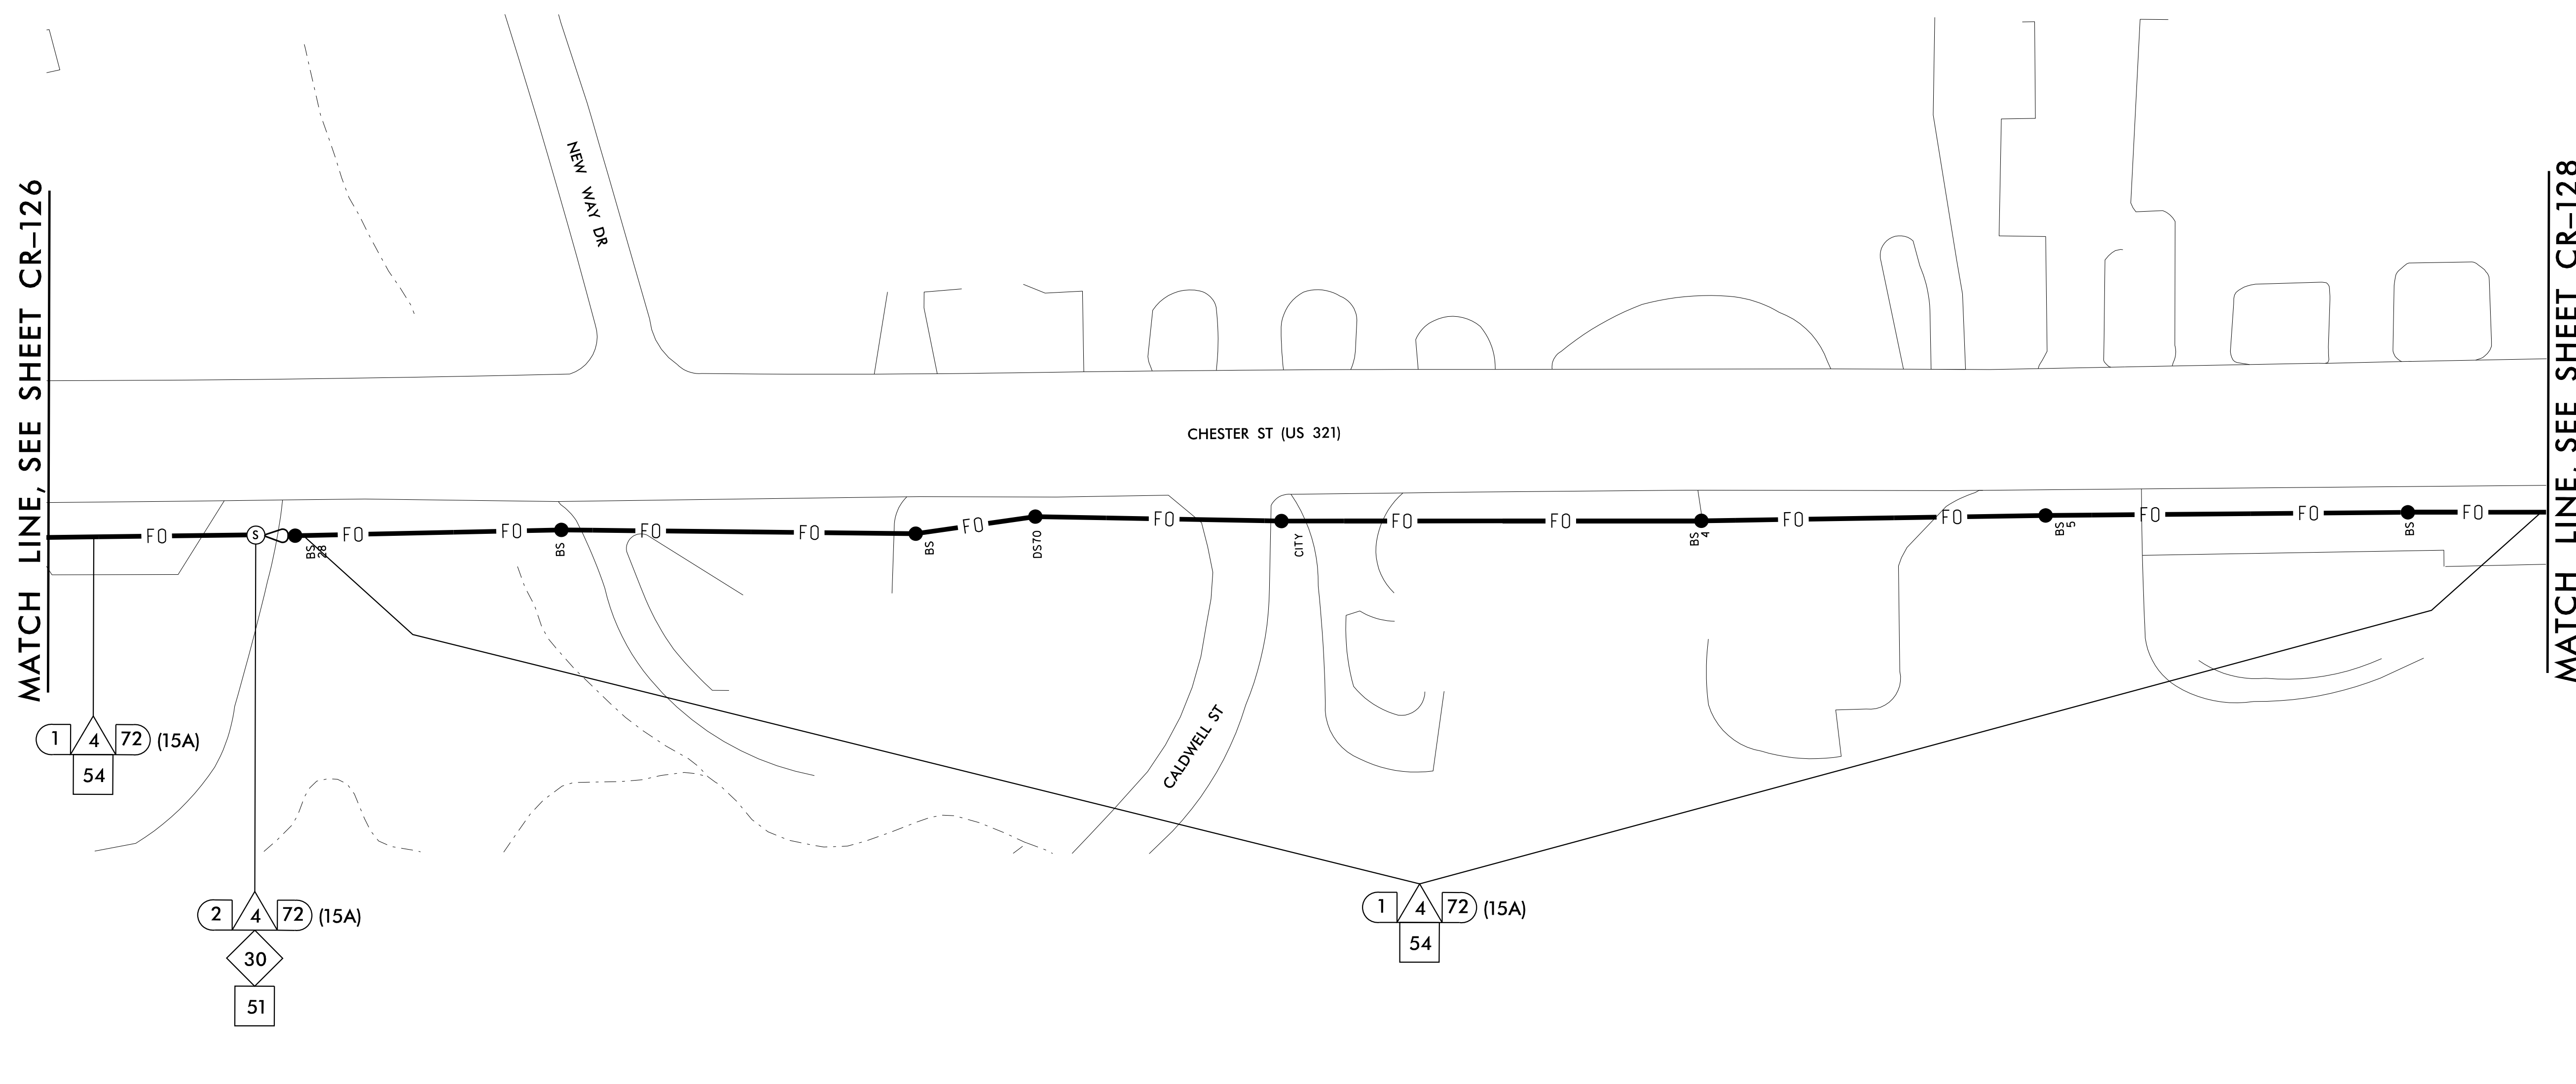 MATCH LINE, SEE SHEET CR-126
NEW WAY DR
CHESTER ST (US 321)
MATCH LINE, SEE SHEET CR-128
FO
S
FO
FO
FO
FO
FO
FO
FO
FO
FO
FO
FO
FO
FO
BS
28
BS
BS
DS70
CITY
BS
4
BS
5
BS
CALDWELL ST
1 4 72 (15A)
54
2 4 72 (15A)
30
51
1 4 72 (15A)
54